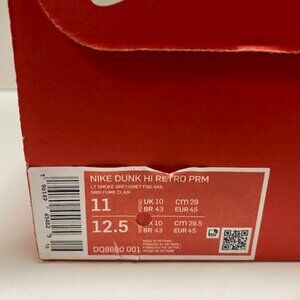 NIKE DUNK HI RETRO PRM
LT SMOKE GREY/GREY FOG-SAIL
GRIS FUME CLAIR
11 UK 10 CM 29
BR 43 EUR 45
12.5 UK 10 CM 29.5
BR 43 EUR 45
DQ8800 001